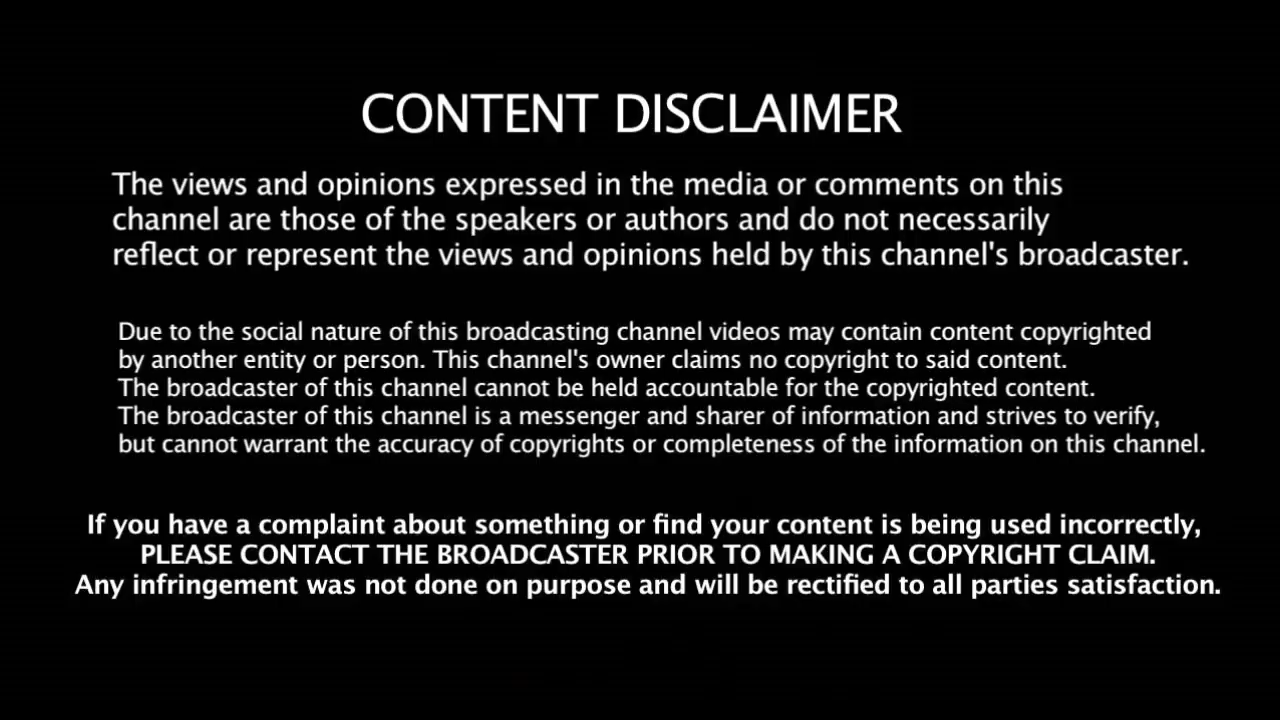 CONTENT DISCLAIMER
The views and opinions expressed in the media or comments on this
channel are those of the speakers or authors and do not necessarily
reflect or represent the views and opinions held by this channel's broadcaster.
Due to the social nature of this broadcasting channel videos may contain content copyrighted
by another entity or person. This channel's owner claims no copyright to said content.
The broadcaster of this channel cannot be held accountable for the copyrighted content.
The broadcaster of this channel is a messenger and sharer of information and strives to verify,
but cannot warrant the accuracy of copyrights or completeness of the information on this channel.
If you have a complaint about something or find your content is being used incorrectly,
PLEASE CONTACT THE BROADCASTER PRIOR TO MAKING A COPYRIGHT CLAIM.
Any infringement was not done on purpose and will be rectified to all parties satisfaction.